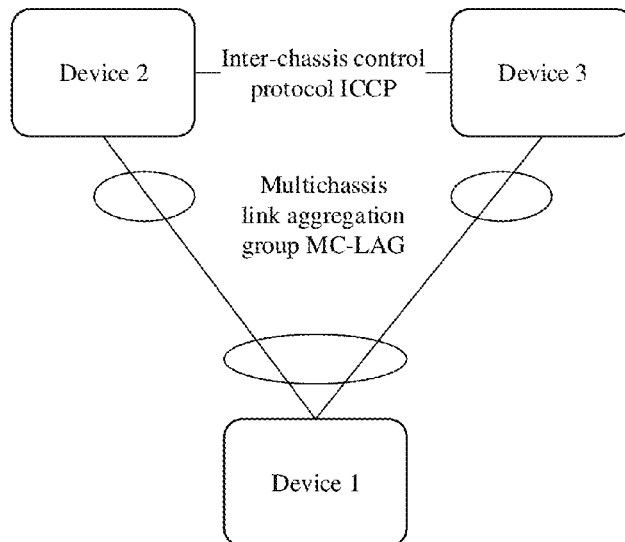 Device 2
Inter-chassis control
protocol ICCP
Device 3
Multichassis
link aggregation
group MC-LAG
Device 1